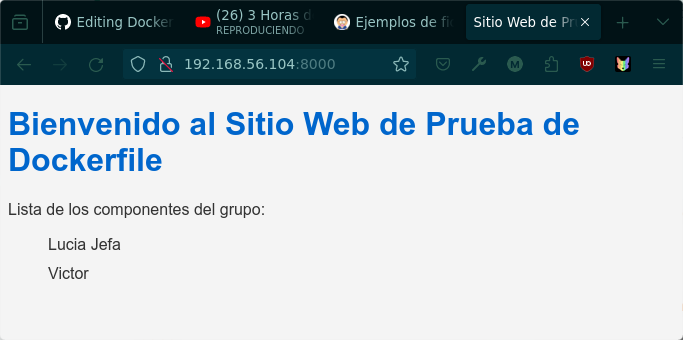 Editing Docker
(26) 3 Horas d
REPRODUCIENDO
Ejemplos de fi
Sitio Web de Pr
192.168.56.104:8000
Bienvenido al Sitio Web de Prueba de
Dockerfile
Lista de los componentes del grupo:
Lucia Jefa
Victor